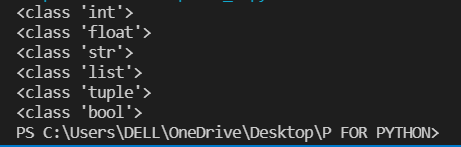 <class 'int'>
<class 'float'>
<class 'str'>
<class 'list'>
<class 'tuple'>
<class 'bool'>
PS C:\Users\DELL\OneDrive\Desktop\P FOR PYTHON>